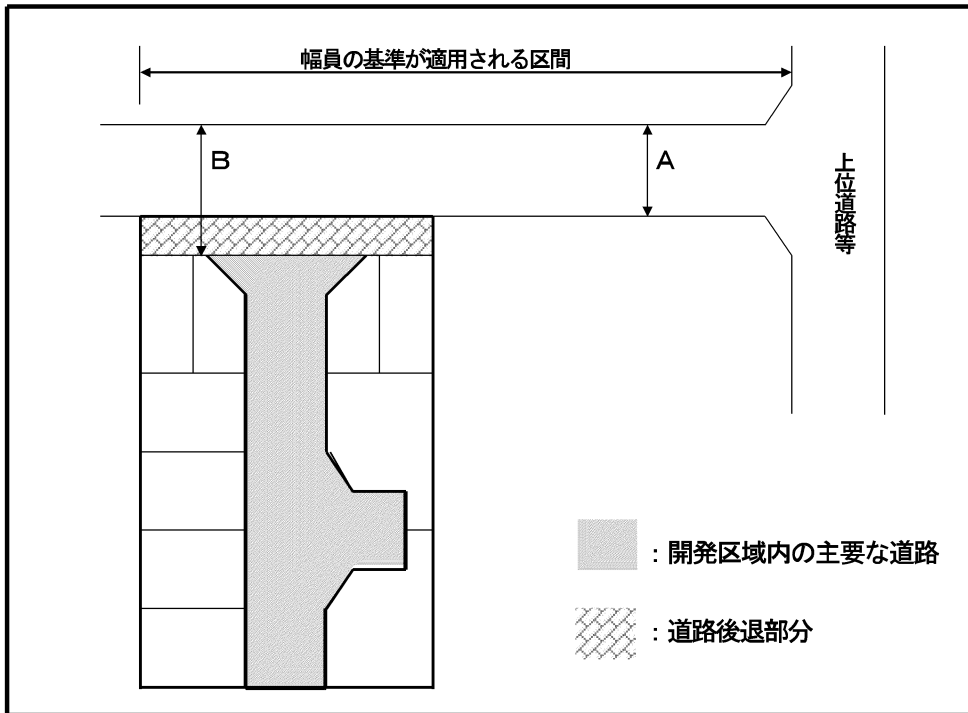 幅員の基準が適用される区間
B
A
上位道路等
：開発区域内の主要な道路
：道路後退部分